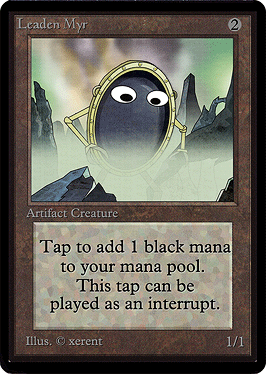 Leaden Myr 2
Artifact Creature
Tap to add 1 black mana
to your mana pool.
This tap can be
played as an interrupt.
Illus. © xerent 1/1